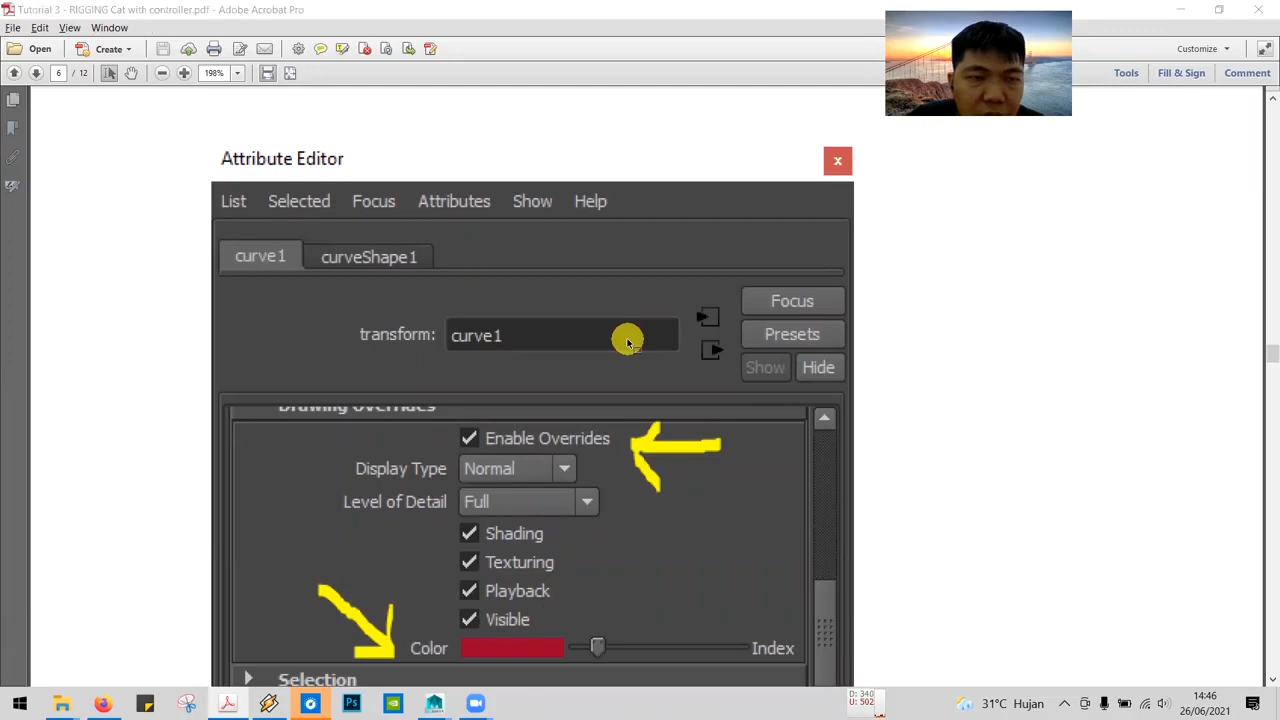 Tutorial 3 - RIGGING Cat with controller.pdf - Adobe Acrobat Pro
File Edit View Window
Open Create Customize
6 / 12 198% Tools Fill & Sign Comment
Attribute Editor x
List Selected Focus Attributes Show Help
curve1 curveShape1
Focus
transform: curve1 Presets
Show Hide
Drawing Overrides
Enable Overrides
Display Type Normal
Level of Detail Full
Shading
Texturing
Playback
Visible
Color Index
Selection
D: 340
U: 502
Ps
31°C Hujan
14:46
26/06/2021